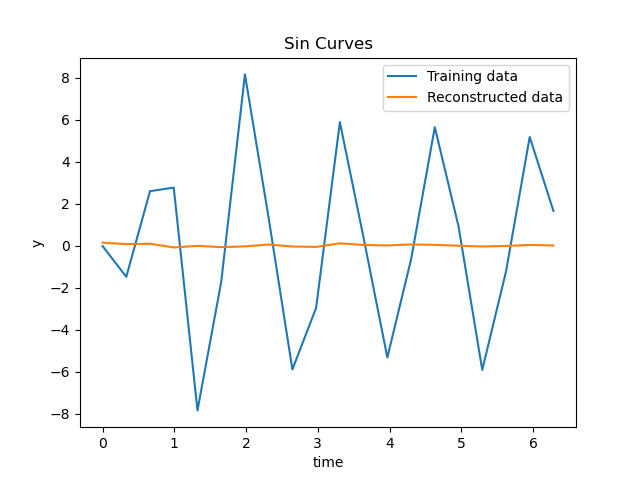 Sin Curves
Training data
Reconstructed data
8
6
4
2
0
−2
−4
−6
−8
y
0 1 2 3 4 5 6
time